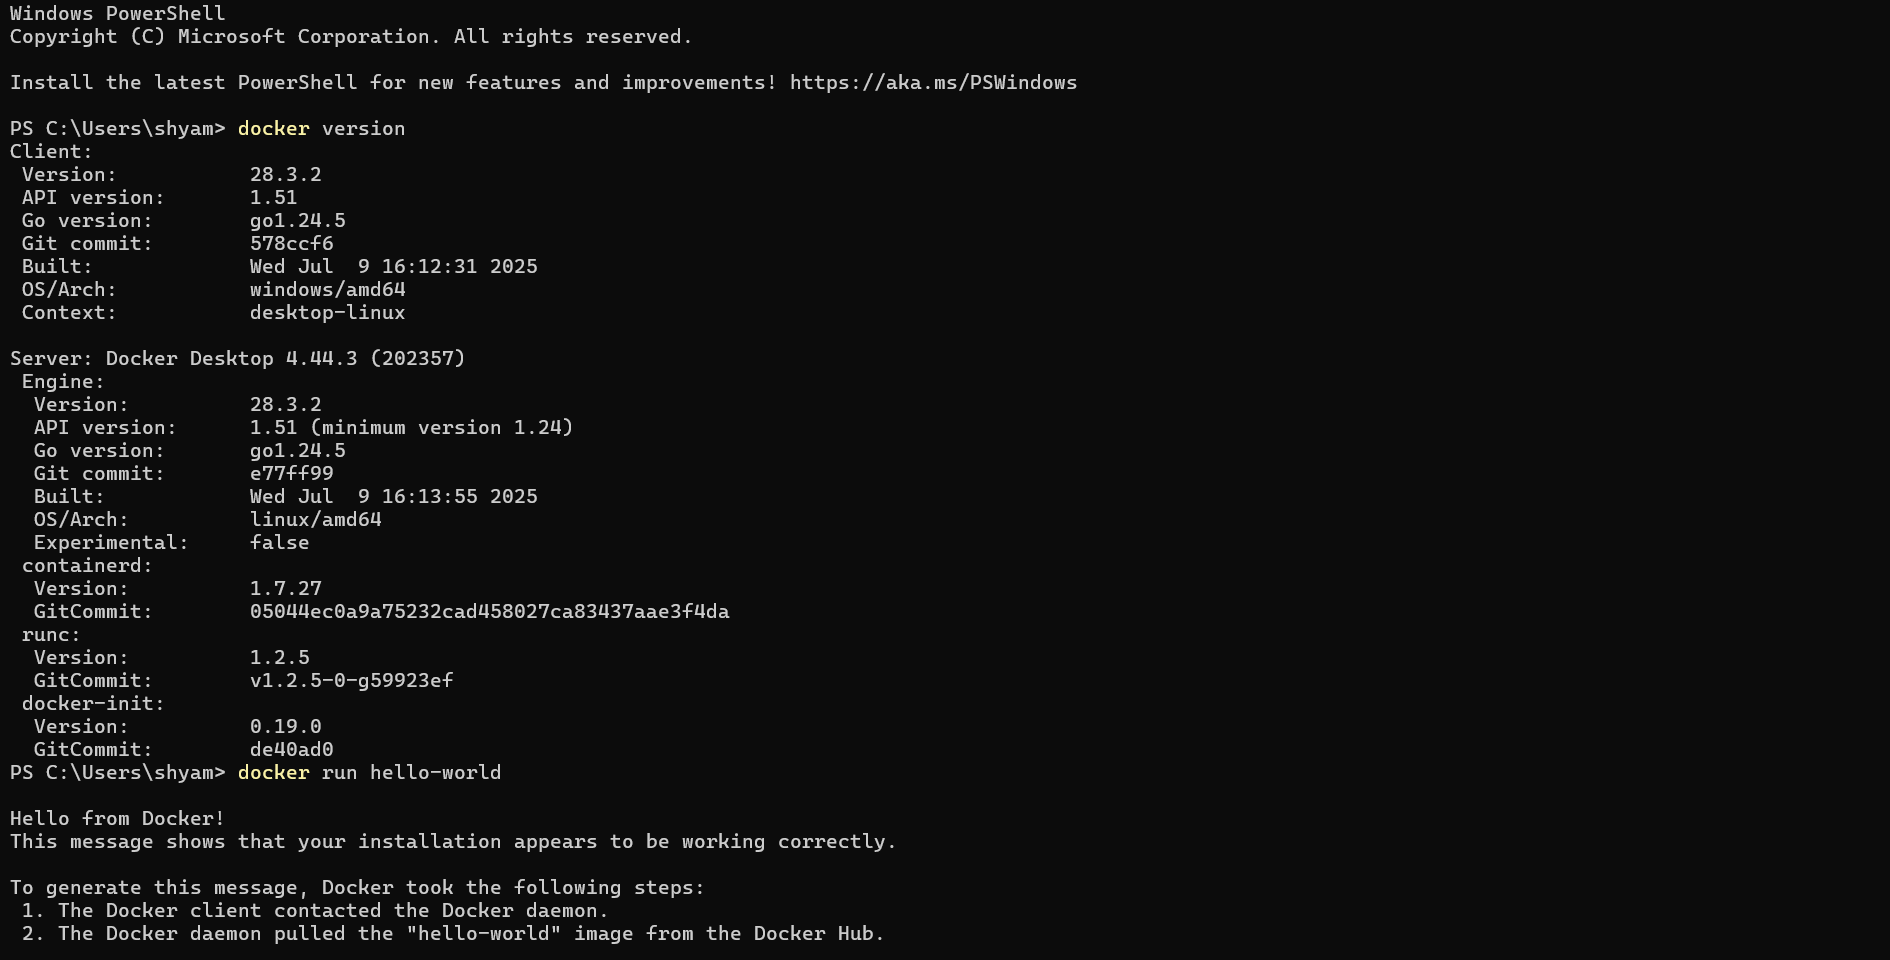 Windows PowerShell
Copyright (C) Microsoft Corporation. All rights reserved.
Install the latest PowerShell for new features and improvements! https://aka.ms/PSWindows
PS C:\Users\shyam> docker version
Client:
 Version:           28.3.2
 API version:       1.51
 Go version:        go1.24.5
 Git commit:        578ccf6
 Built:             Wed Jul  9 16:12:31 2025
 OS/Arch:           windows/amd64
 Context:           desktop-linux
Server: Docker Desktop 4.44.3 (202357)
 Engine:
  Version:          28.3.2
  API version:      1.51 (minimum version 1.24)
  Go version:       go1.24.5
  Git commit:       e77ff99
  Built:            Wed Jul  9 16:13:55 2025
  OS/Arch:          linux/amd64
  Experimental:     false
 containerd:
  Version:          1.7.27
  GitCommit:        05044ec0a9a75232cad458027ca83437aae3f4da
 runc:
  Version:          1.2.5
  GitCommit:        v1.2.5-0-g59923ef
 docker-init:
  Version:          0.19.0
  GitCommit:        de40ad0
PS C:\Users\shyam> docker run hello-world
Hello from Docker!
This message shows that your installation appears to be working correctly.
To generate this message, Docker took the following steps:
 1. The Docker client contacted the Docker daemon.
 2. The Docker daemon pulled the "hello-world" image from the Docker Hub.